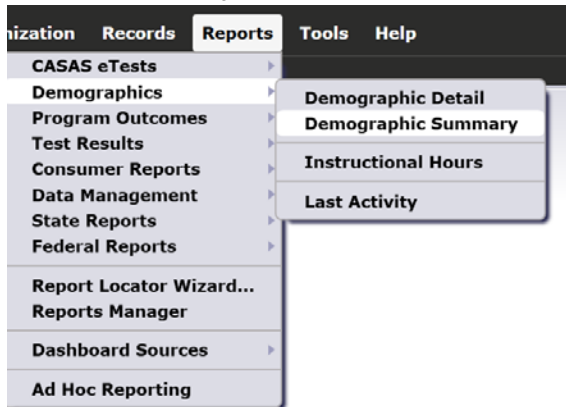 nization Records Reports Tools Help
CASAS eTests
Demographics
Program Outcomes
Test Results
Consumer Reports
Data Management
State Reports
Federal Reports
Report Locator Wizard...
Reports Manager
Dashboard Sources
Ad Hoc Reporting
Demographic Detail
Demographic Summary
Instructional Hours
Last Activity